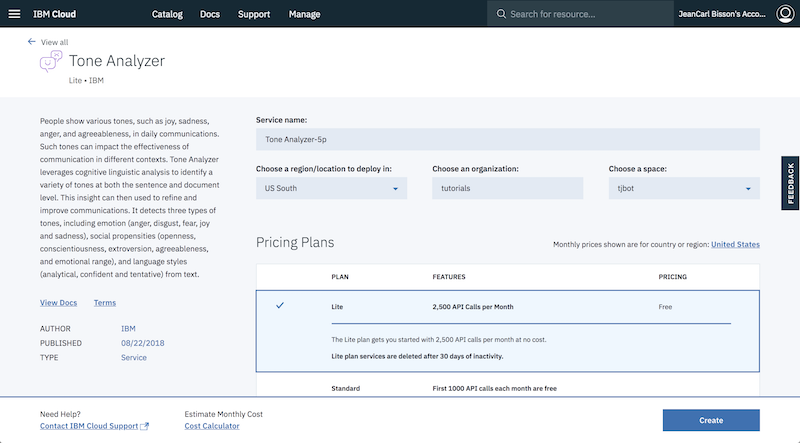 IBM Cloud
Catalog
Docs
Support
Manage
Search for resource...
JeanCarl Bisson's Acco...
View all
Tone Analyzer
Lite • IBM
People show various tones, such as joy, sadness,
anger, and agreeableness, in daily communications.
Such tones can impact the effectiveness of
communication in different contexts. Tone Analyzer
leverages cognitive linguistic analysis to identify a
variety of tones at both the sentence and document
level. This insight can then used to refine and
improve communications. It detects three types of
tones, including emotion (anger, disgust, fear, joy
and sadness), social propensities (openness,
conscientiousness, extroversion, agreeableness,
and emotional range), and language styles
(analytical, confident and tentative) from text.
View Docs
Terms
AUTHOR IBM
PUBLISHED 08/22/2018
TYPE Service
Service name:
Tone Analyzer-5p
Choose a region/location to deploy in:
US South
Choose an organization:
tutorials
Choose a space:
tjbot
FEEDBACK
Pricing Plans
Monthly prices shown are for country or region: United States
PLAN FEATURES PRICING
Lite 2,500 API Calls per Month Free
The Lite plan gets you started with 2,500 API calls per month at no cost.
Lite plan services are deleted after 30 days of inactivity.
Standard First 1000 API calls each month are free
Need Help?
Contact IBM Cloud Support
Estimate Monthly Cost
Cost Calculator
Create